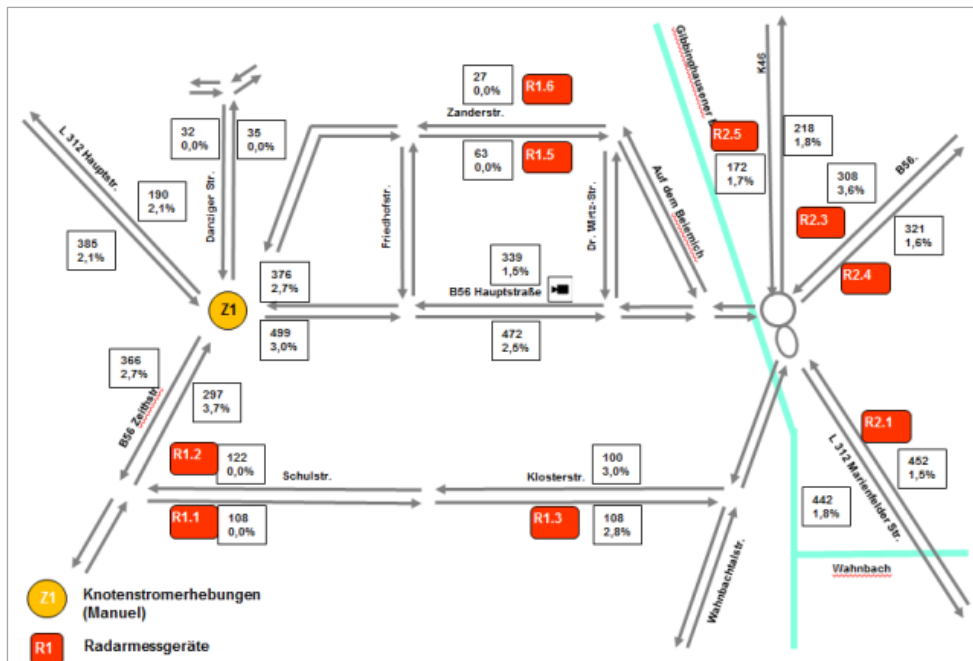 27
0,0%
R1.6
Zanderstr.
63
0,0%
R1.5
32
0,0%
35
0,0%
L 312 Hauptstr.
190
2,1%
385
2,1%
Danziger Str.
Friedhofstr.
Dr. Wirtz-Str.
Auf dem Beiemich
Gibbinghausener
K46
R2.5
172
1,7%
218
1,8%
308
3,6%
B56.
R2.3
321
1,6%
R2.4
Z1
376
2,7%
339
1,5%
B56 Hauptstraße
499
3,0%
472
2,5%
366
2,7%
297
3,7%
B56 Zeithstr.
R1.2
122
0,0%
Schulstr.
R1.1
108
0,0%
100
3,0%
Klosterstr.
R1.3
108
2,8%
R2.1
452
1,5%
L 312 Marienfelder Str.
442
1,8%
Wahnbach
Wahnbachtalstr.
Z1
Knotenstromerhebungen
(Manuel)
R1
Radarmessgeräte